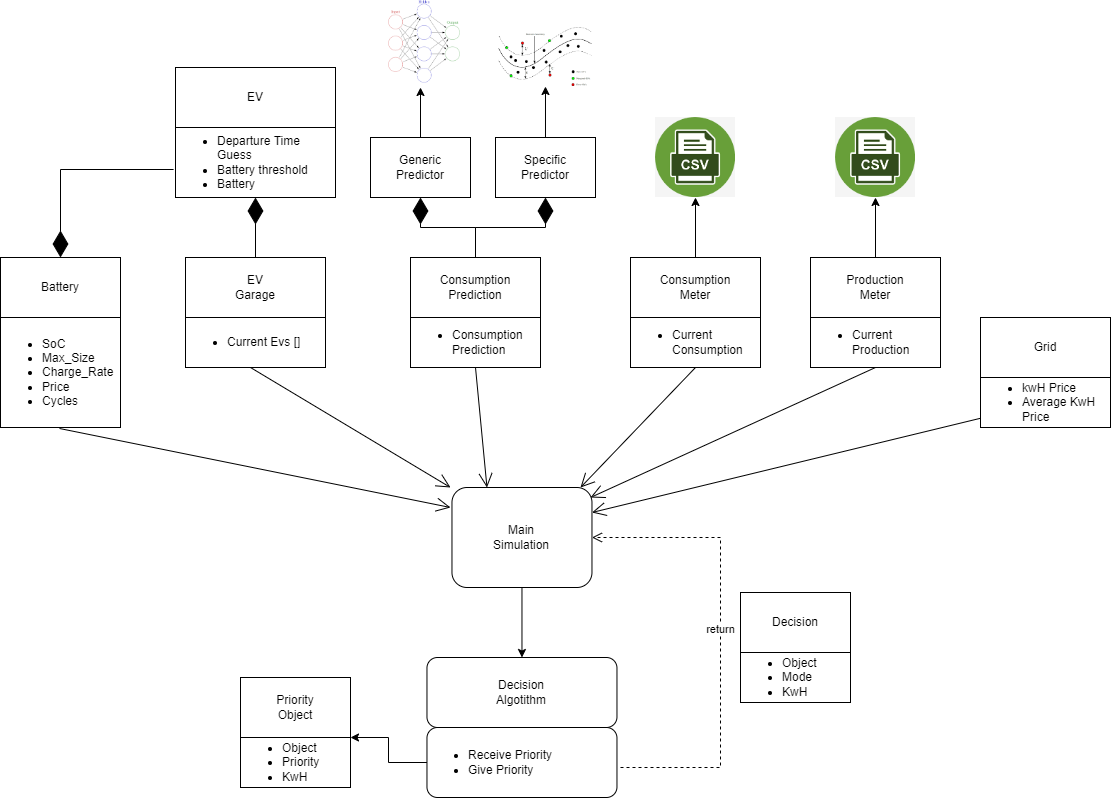 EV
Departure Time
Guess
Battery threshold
Battery
Generic
Predictor
Specific
Predictor
CSV
CSV
Battery
SoC
Max_Size
Charge_Rate
Price
Cycles
EV
Garage
Current Evs []
Consumption
Prediction
Consumption
Prediction
Consumption
Meter
Current
Consumption
Production
Meter
Current
Production
Grid
kwH Price
Average KwH
Price
Main
Simulation
return
Decision
Object
Mode
KwH
Decision
Algotithm
Receive Priority
Give Priority
Priority
Object
Object
Priority
KwH